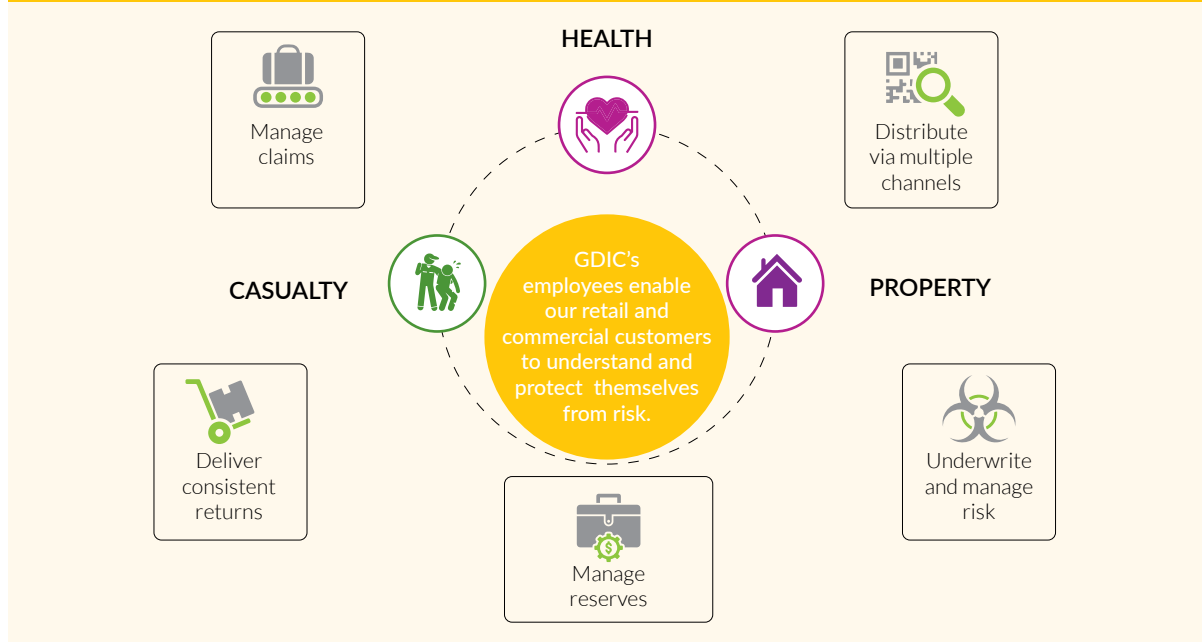 HEALTH
Manage
claims
Distribute
via multiple
channels
CASUALTY
GDIC's
employees enable
our retail and
commercial customers
to understand and
protect themselves
from risk.
PROPERTY
Deliver
consistent
returns
Manage
reserves
Underwrite
and manage
risk
$